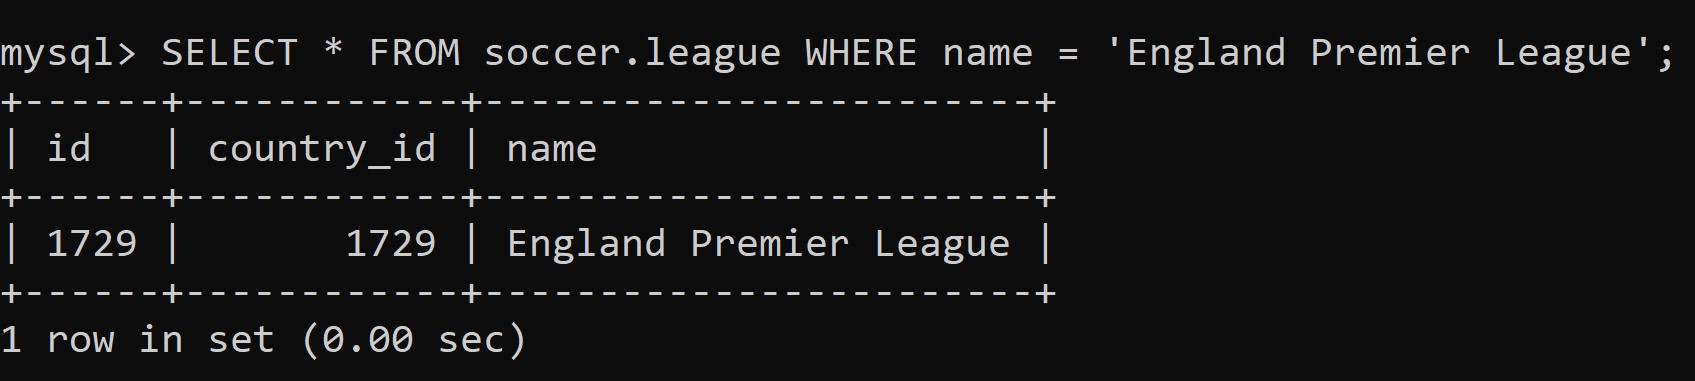 mysql> SELECT * FROM soccer.league WHERE name = 'England Premier League';
+------+------------+------------------------+
| id   | country_id | name                   |
+------+------------+------------------------+
| 1729 |       1729 | England Premier League |
+------+------------+------------------------+
1 row in set (0.00 sec)